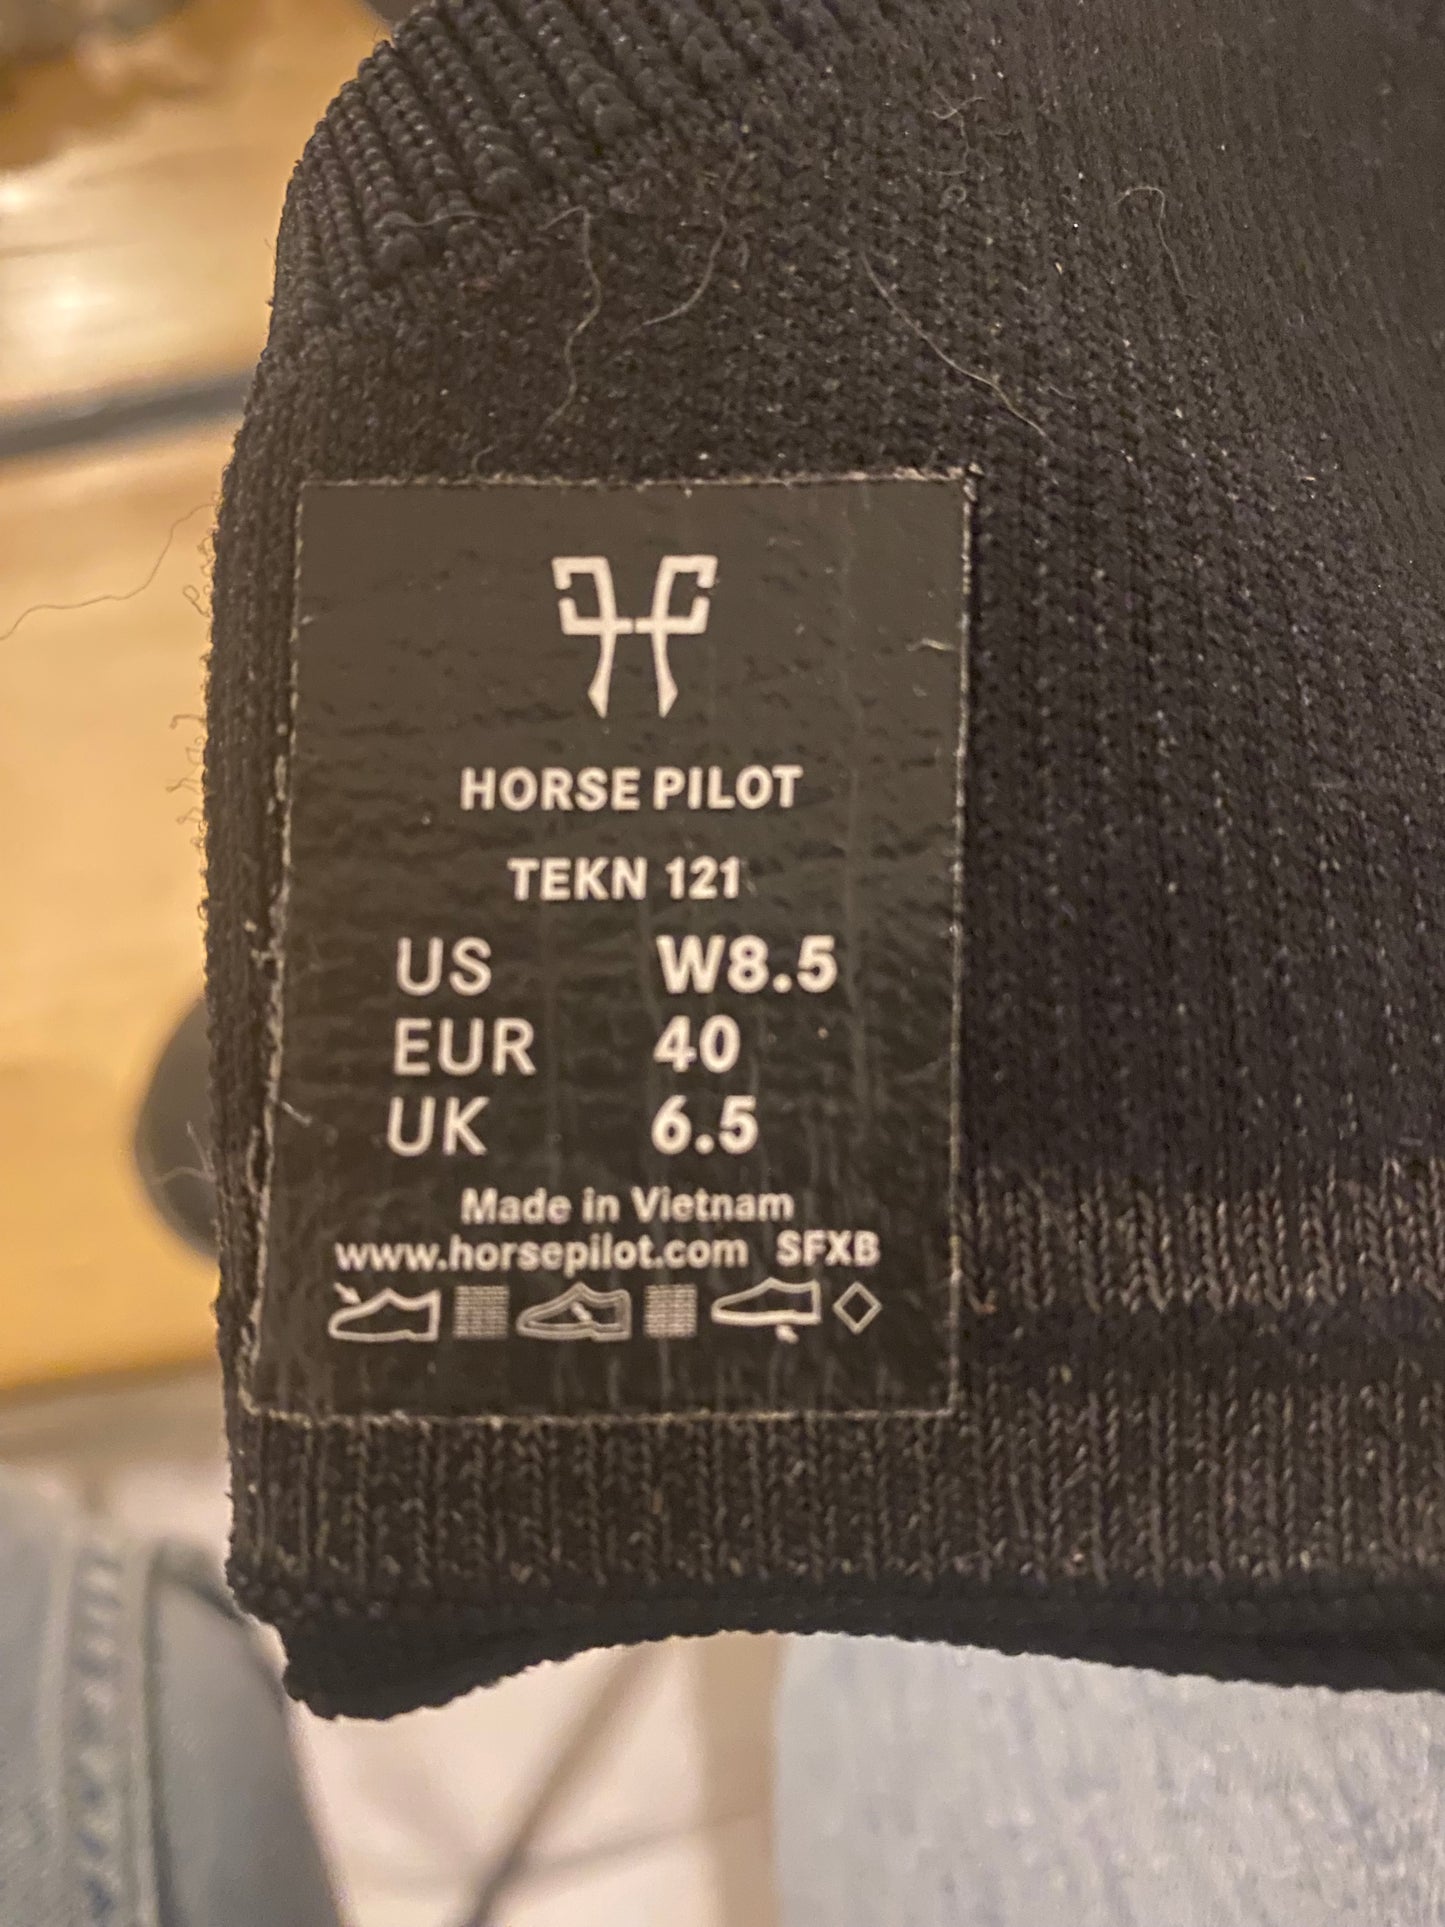 HORSE PILOT
TEKN 121
US W8.5
EUR 40
UK 6.5
Made in Vietnam
www.horsepilot.com SFXB